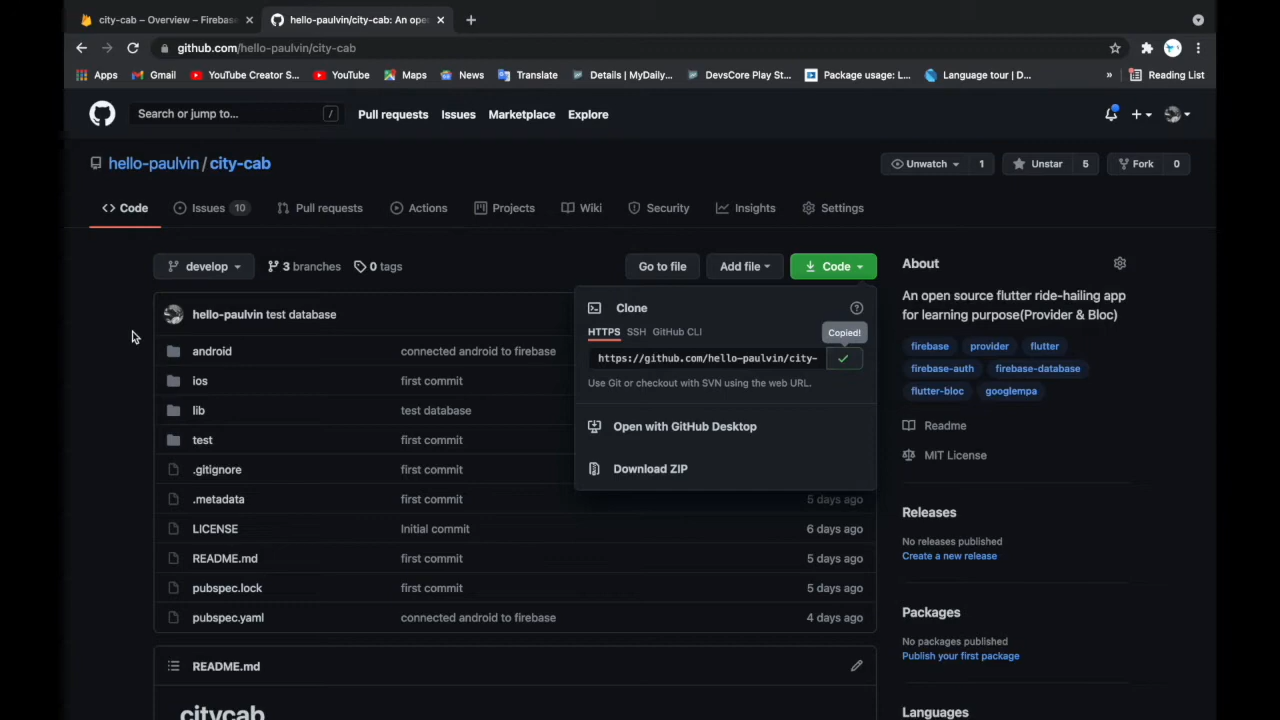 city-cab – Overview – Firebase
hello-paulvin/city-cab: An ope
github.com/hello-paulvin/city-cab
Apps
Gmail
YouTube Creator S...
YouTube
Maps
News
Translate
Details | MyDaily...
DevsCore Play St...
Package usage: L...
Language tour | D...
»
Reading List
Search or jump to...
/
Pull requests
Issues
Marketplace
Explore
hello-paulvin / city-cab
Unwatch 1
Unstar 5
Fork 0
Code
Issues 10
Pull requests
Actions
Projects
Wiki
Security
Insights
Settings
develop
3 branches
0 tags
Go to file
Add file
Code
About
An open source flutter ride-hailing app
for learning purpose(Provider & Bloc)
firebase provider flutter
firebase-auth firebase-database
flutter-bloc googlempa
Readme
MIT License
Releases
No releases published
Create a new release
Packages
No packages published
Publish your first package
Languages
Clone
HTTPS SSH GitHub CLI
Copied!
https://github.com/hello-paulvin/city-
Use Git or checkout with SVN using the web URL.
Open with GitHub Desktop
Download ZIP
hello-paulvin test database
android connected android to firebase
ios first commit
lib test database
test first commit
.gitignore first commit
.metadata first commit 5 days ago
LICENSE Initial commit 6 days ago
README.md first commit 5 days ago
pubspec.lock first commit 5 days ago
pubspec.yaml connected android to firebase 4 days ago
README.md
citycab